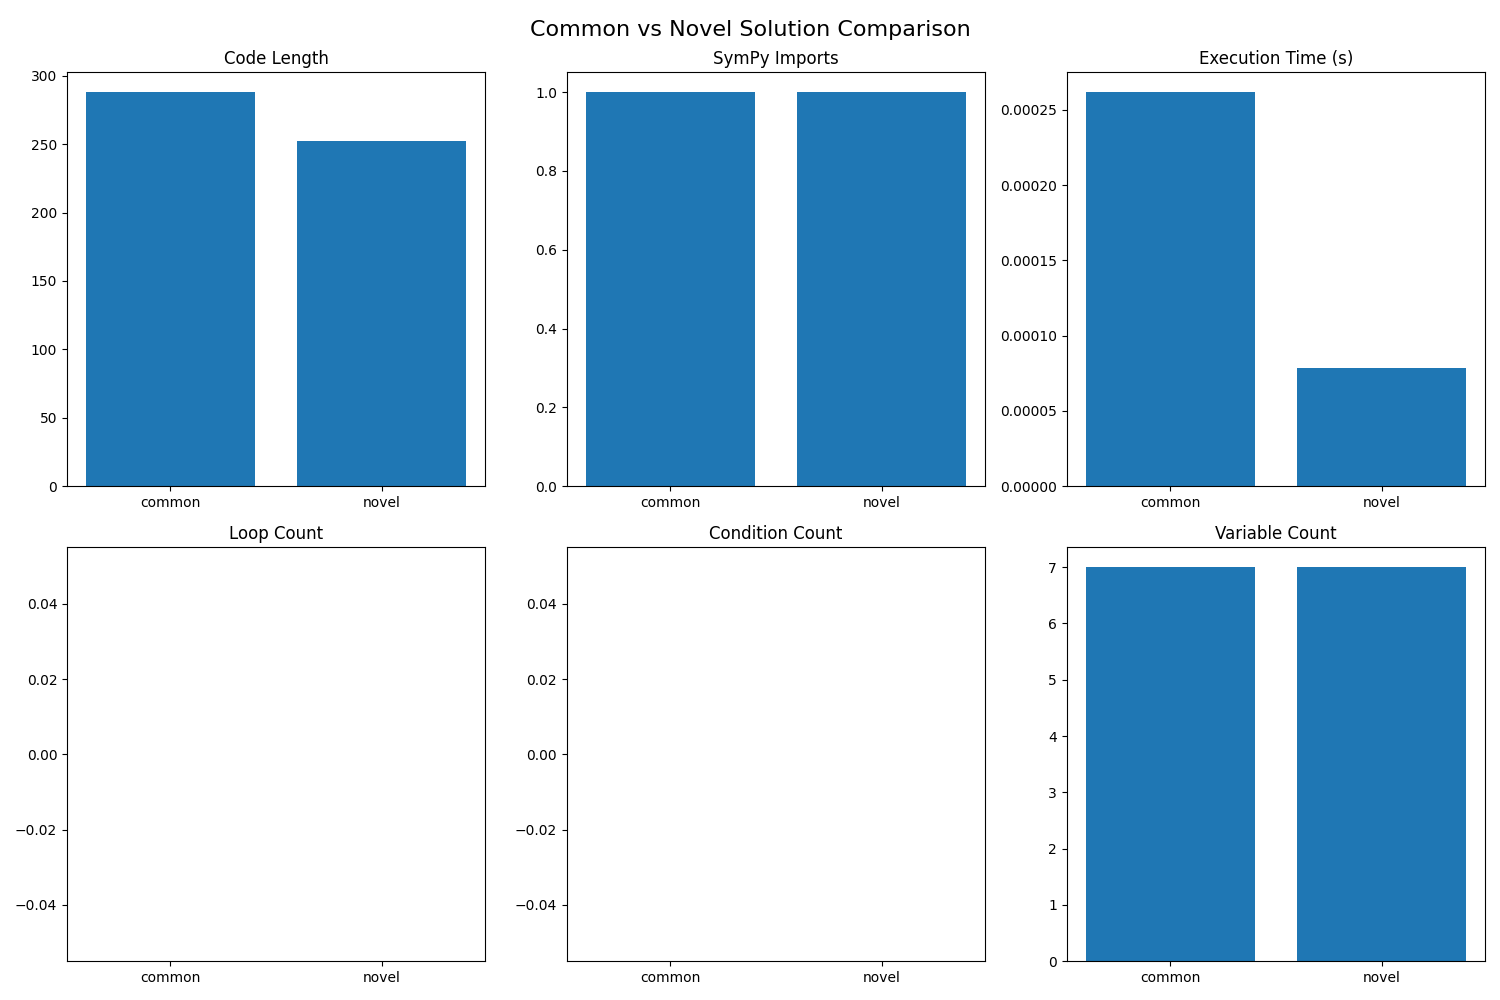 Common vs Novel Solution Comparison
Code Length
300
250
200
150
100
50
0
common novel
SymPy Imports
1.0
0.8
0.6
0.4
0.2
0.0
common novel
Execution Time (s)
0.00025
0.00020
0.00015
0.00010
0.00005
0.00000
common novel
Loop Count
0.04
0.02
0.00
−0.02
−0.04
common novel
Condition Count
0.04
0.02
0.00
−0.02
−0.04
common novel
Variable Count
7
6
5
4
3
2
1
0
common novel